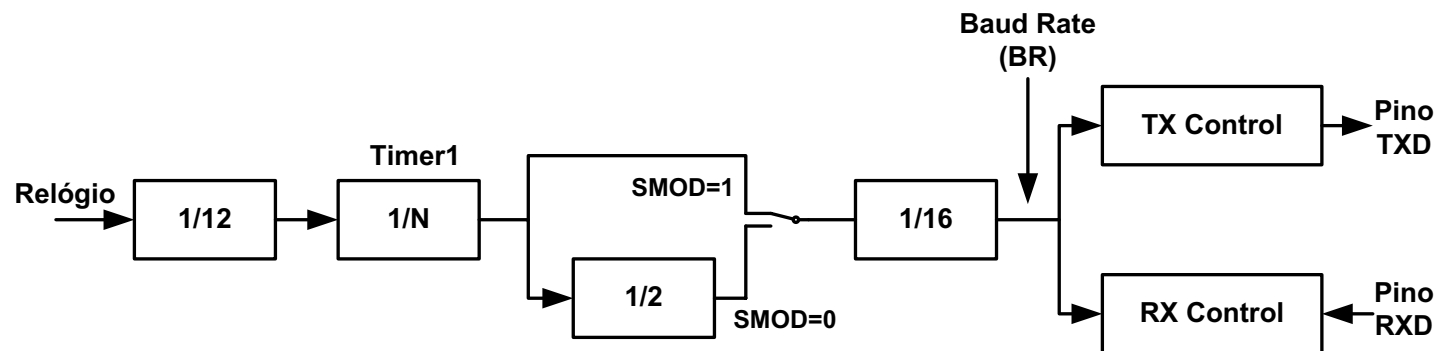 Baud Rate
(BR)
TX Control
Pino
TXD
Timer1
Relógio
1/12
1/N
SMOD=1
1/16
1/2
SMOD=0
RX Control
Pino
RXD